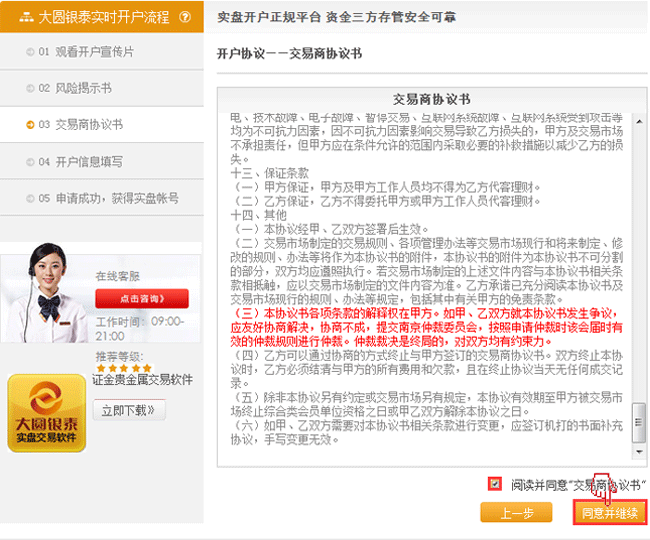 大圆银泰实时开户流程 ?
01 观看开户宣传片
02 风险揭示书
03 交易商协议书
04 开户信息填写
05 申请成功，获得实盘帐号
在线客服
点击咨询》
工作时间：09:00-
21:00
推荐等级：
证金贵金属交易软件
立即下载》
大圆银泰
实盘交易软件
实盘开户正规平台 资金三方存管安全可靠
开户协议－－交易商协议书
交易商协议书
电、技术故障、电子故障、暂停交易、互联网系统故障、互联网系统受到攻击等
均为不可抗力因素，因不可抗力因素影响交易导致乙方损失的，甲方及交易市场
不承担责任，但甲方应在条件允许的范围内采取必要的补救措施以减少乙方的损
失。
十三、保证条款
（一）甲方保证，甲方及甲方工作人员均不得为乙方代客理财。
（二）乙方保证，乙方不得委托甲方或甲方工作人员代客理财。
十四、其他
（一）本协议经甲、乙双方签署后生效。
（二）交易市场制定的交易规则、各项管理办法等交易市场现行和将来制定、修
改的规则、办法等将作为本协议书的附件，本协议书的附件为本协议书不可分割
的部分，双方均应遵照执行。若交易市场制定的上述文件内容与本协议书相关条
款相抵触，应以交易市场制定的文件内容为准。乙方承诺已充分阅读本协议书及
交易市场现行的规则、办法等规定，包括其中有关甲方的免责条款。
（三）本协议书各项条款的解释权在甲方。如甲、乙双方就本协议书发生争议，
应友好协商解决，协商不成，提交南京仲裁委员会，按照申请仲裁时该会届时有
效的仲裁规则进行仲裁。仲裁裁决是终局的，对双方均有约束力。
（四）乙方可以通过协商的方式终止与甲方签订的交易商协议书。双方终止本协
议时，乙方必须结清与甲方的所有费用和欠款，且在终止协议当天无任何成交记
录。
（五）除非本协议另有约定或交易市场另有规定，本协议有效期至甲方被交易市
场终止综合类会员单位资格之日或甲乙双方解除本协议之日。
（六）如甲、乙双方需要对本协议书相关条款进行变更，应签订机打的书面补充
协议，手写变更无效。
阅读并同意“交易商协议书”
上一步
同意并继续